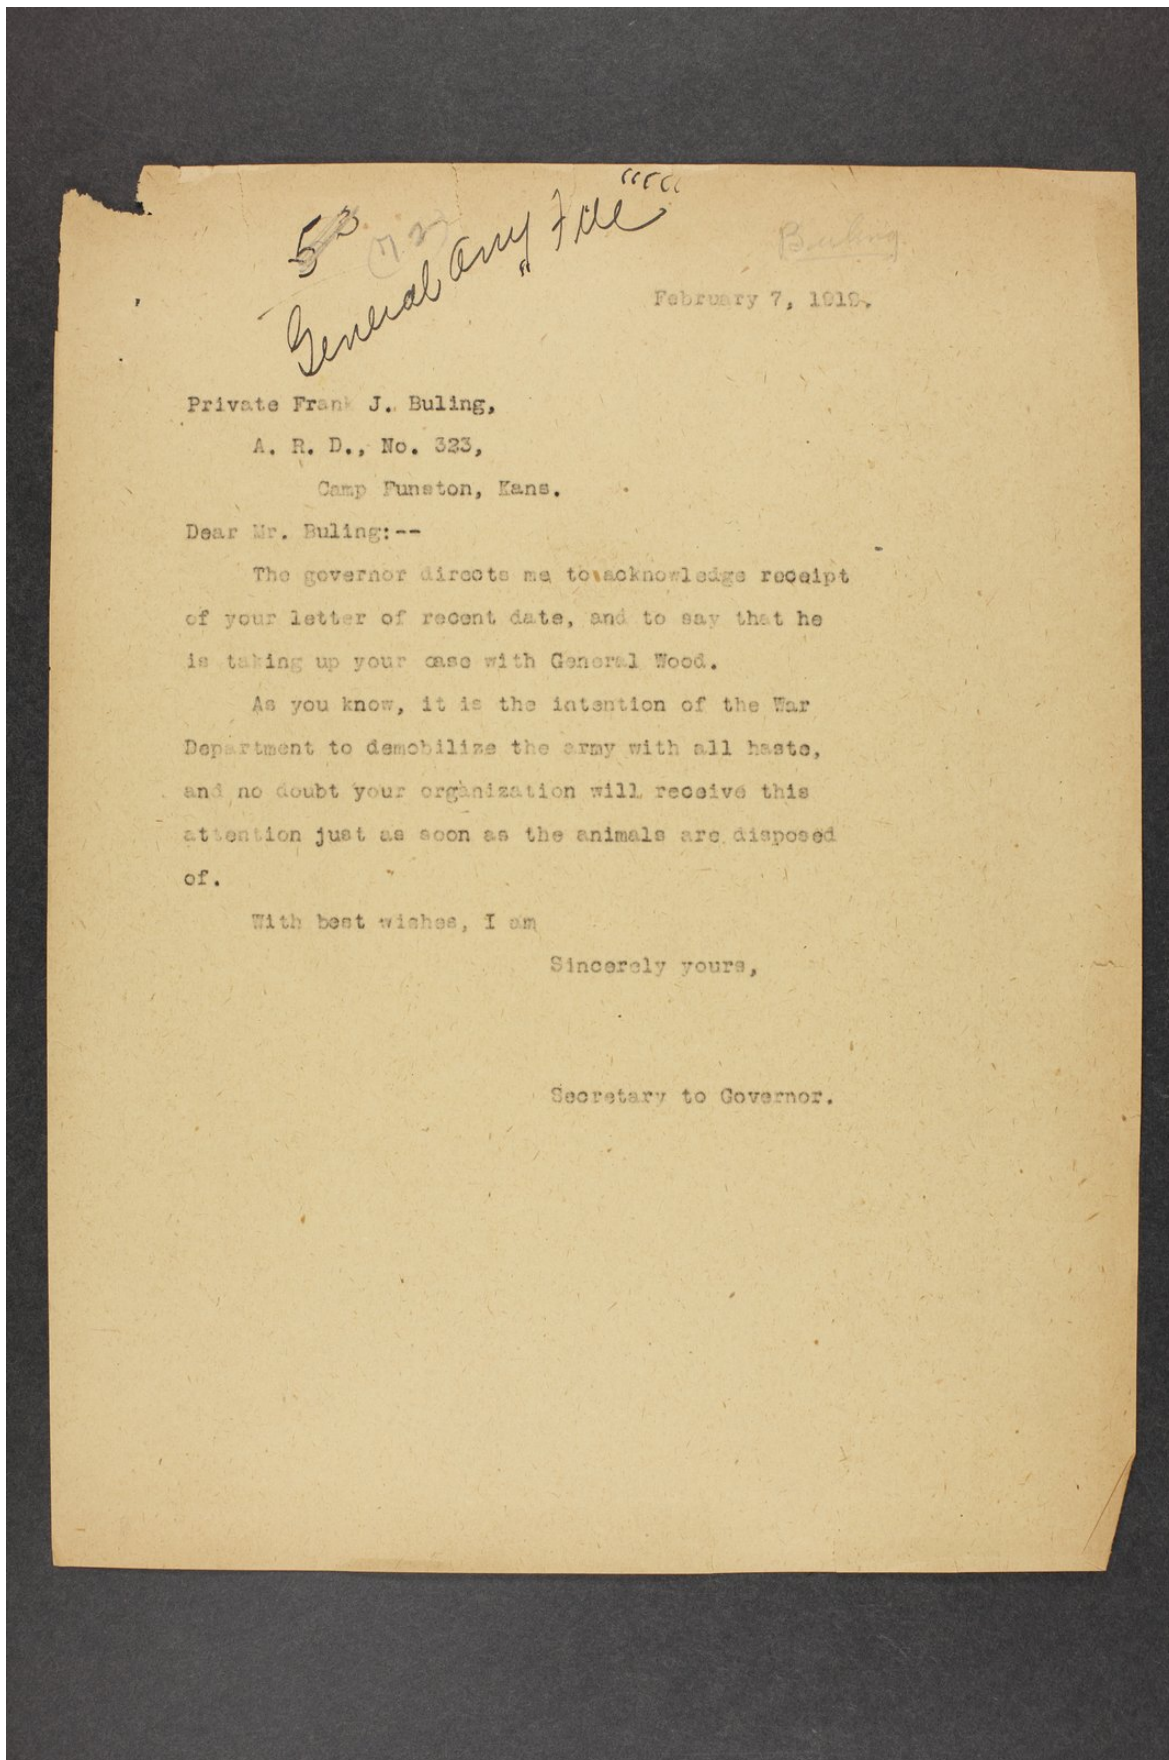 53
(72)
"General Army File"
Buling
February 7, 1919.
Private Frank J. Buling,
A. R. D., No. 323,
Camp Funston, Kans.
Dear Mr. Buling:--
The governor directs me to acknowledge receipt
of your letter of recent date, and to say that he
is taking up your case with General Wood.
As you know, it is the intention of the War
Department to demobilize the army with all haste,
and no doubt your organization will receive this
attention just as soon as the animals are disposed
of.
With best wishes, I am
Sincerely yours,
Secretary to Governor.